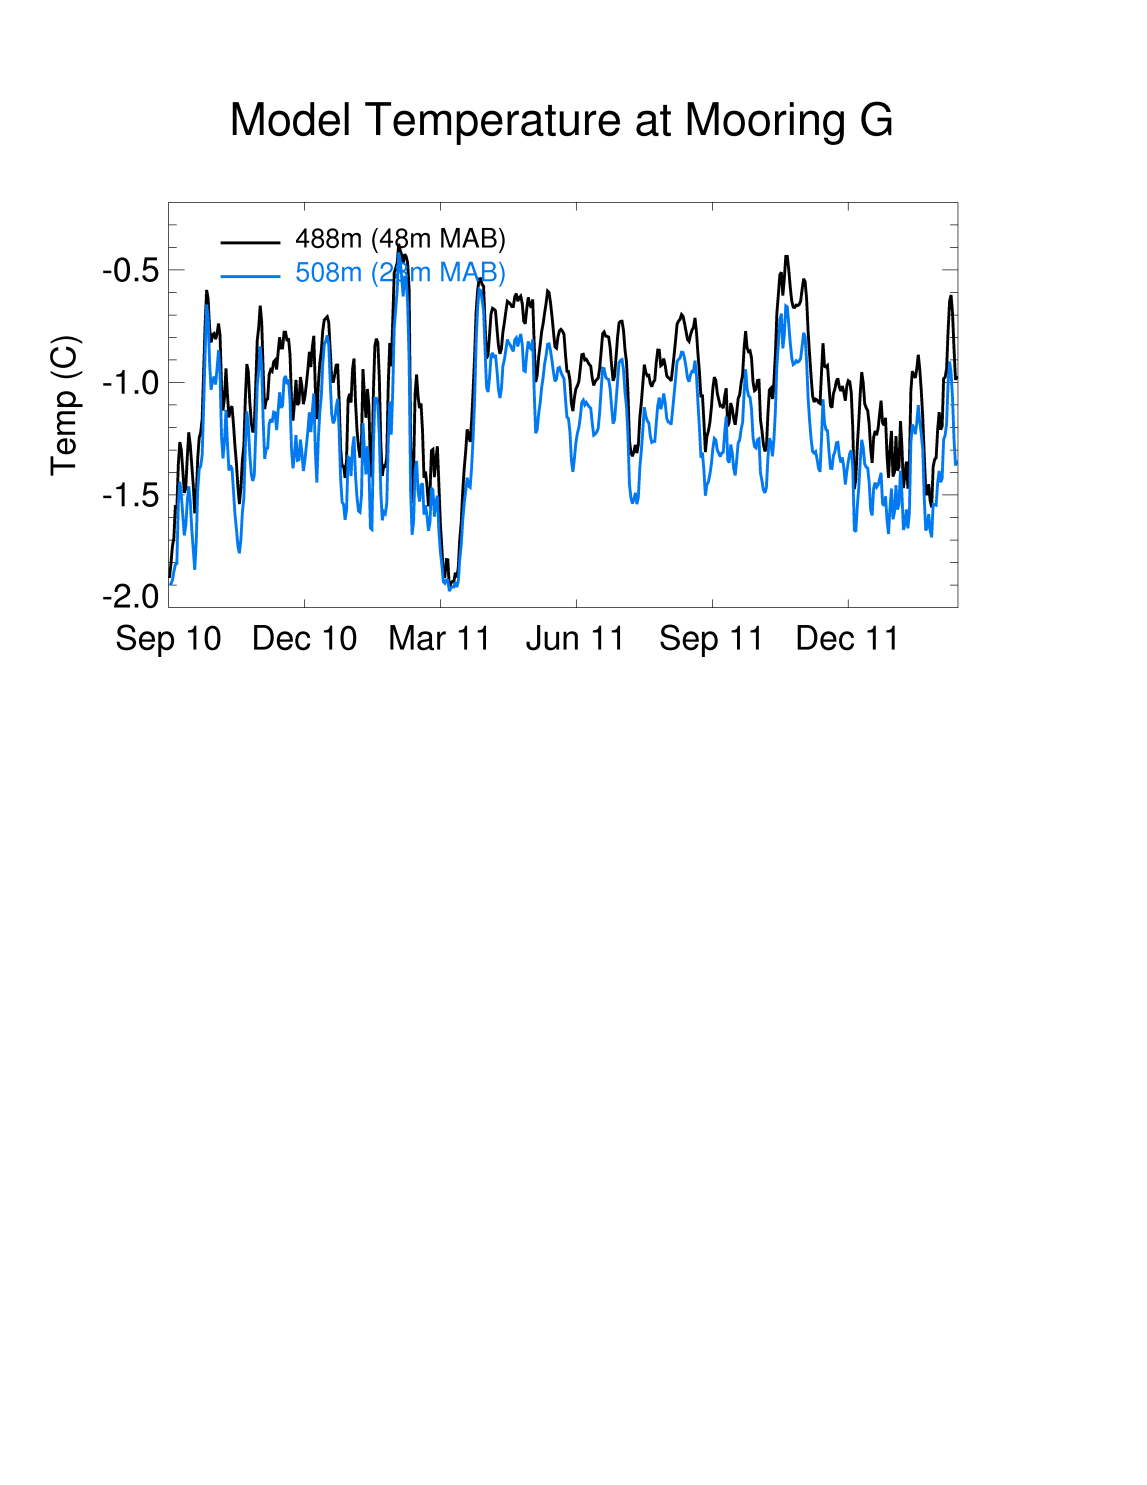 Model Temperature at Mooring G
488m (48m MAB)
508m (28m MAB)
-0.5
-1.0
-1.5
-2.0
Temp (C)
Sep 10 Dec 10 Mar 11 Jun 11 Sep 11 Dec 11